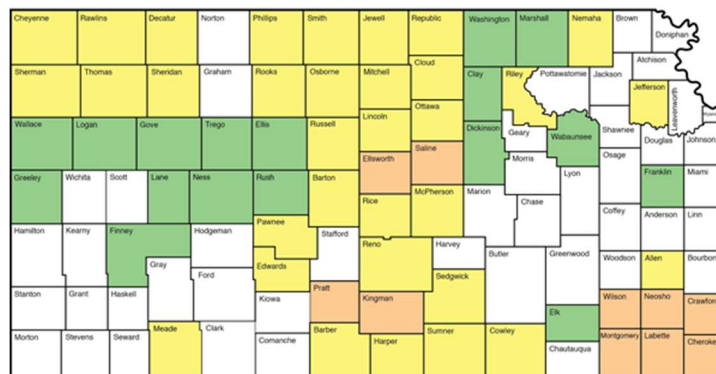 Cheyenne
Rawlins
Decatur
Norton
Phillips
Smith
Jewell
Republic
Washington
Marshall
Nemaha
Brown
Doniphan
Atchison
Sherman
Thomas
Sheridan
Graham
Rooks
Osborne
Mitchell
Cloud
Clay
Riley
Pottawatomie
Jackson
Jefferson
Leavenworth
Wallace
Logan
Gove
Trego
Ellis
Russell
Lincoln
Ottawa
Dickinson
Geary
Wabaunsee
Shawnee
Douglas
Johnson
Ellsworth
Saline
Morris
Osage
Greeley
Wichita
Scott
Lane
Ness
Rush
Barton
Rice
McPherson
Marion
Chase
Lyon
Franklin
Miami
Hamilton
Kearny
Finney
Hodgeman
Pawnee
Stafford
Reno
Harvey
Butler
Greenwood
Coffey
Anderson
Linn
Gray
Ford
Edwards
Sedgwick
Woodson
Allen
Bourbon
Stanton
Grant
Haskell
Kiowa
Pratt
Kingman
Elk
Wilson
Neosho
Crawfor
Morton
Stevens
Seward
Meade
Clark
Comanche
Barber
Harper
Sumner
Cowley
Chautauqua
Montgomery
Labette
Cheroke